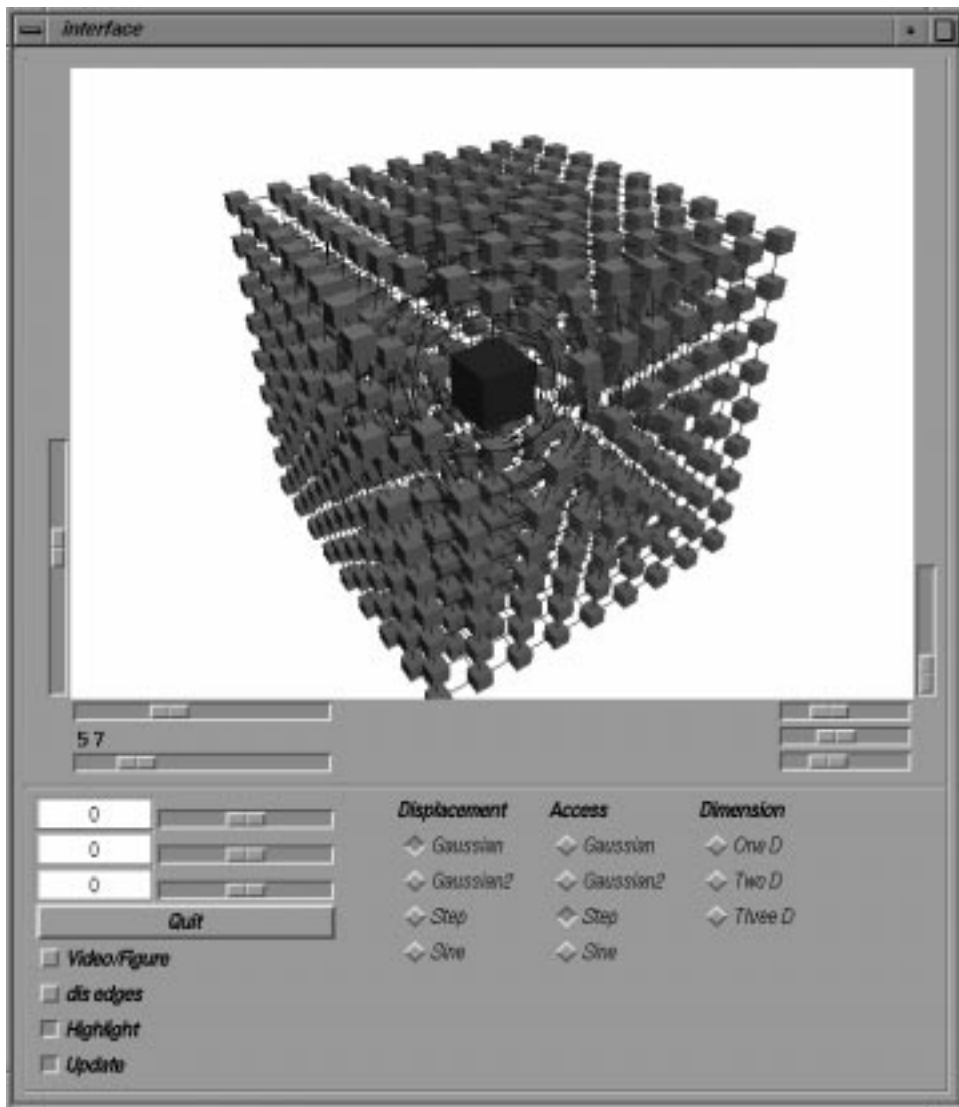 interface
5 7
0
0
0
Quit
Video/Figure
dis edges
Highlight
Update
Displacement
Gaussian
Gaussian2
Step
Sine
Access
Gaussian
Gaussian2
Step
Sine
Dimension
One D
Two D
Three D